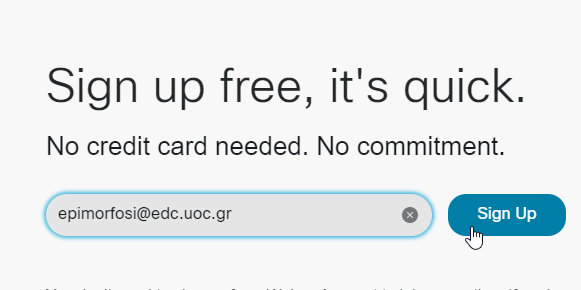 Sign up free, it's quick.
No credit card needed. No commitment.
epimorfosi@edc.uoc.gr
Sign Up